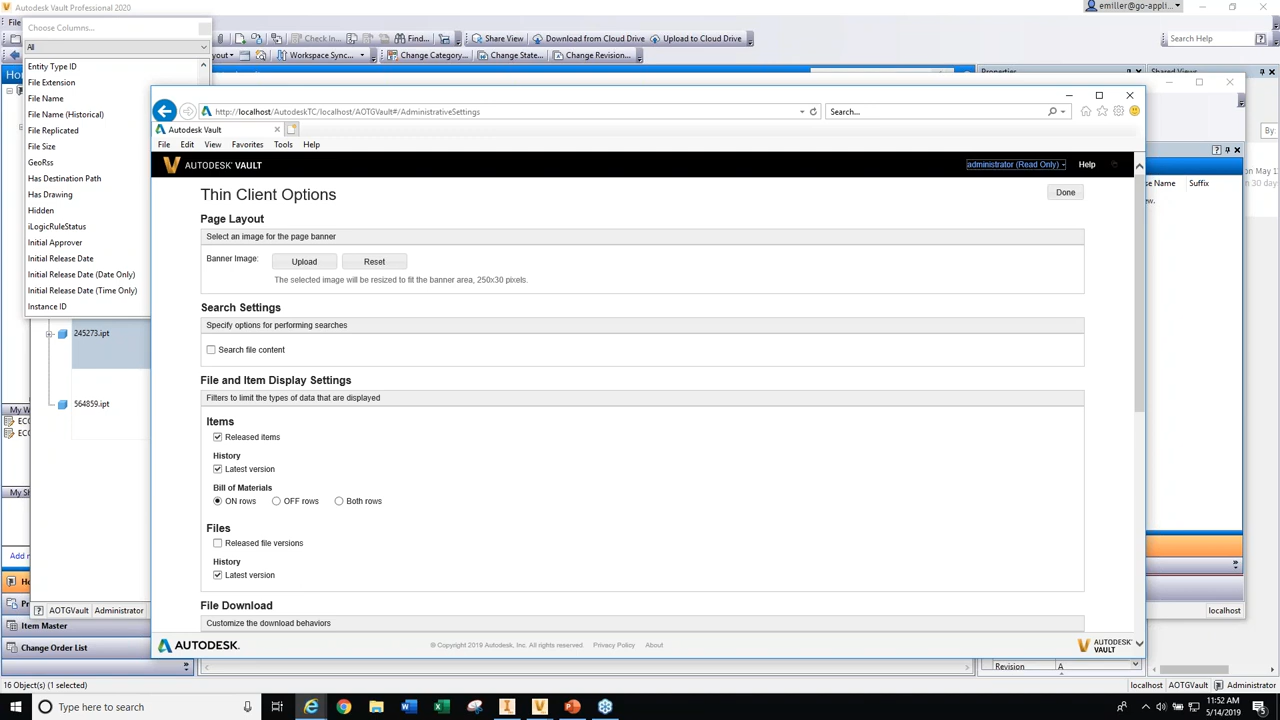 Autodesk Vault Professional 2020
emiller@go-appli...
File
Choose Columns...
Check In...
Find...
Share View
Download from Cloud Drive
Upload to Cloud Drive
Search Help
All
Workspace Sync...
Change Category...
Change State...
Change Revision...
Entity Type ID
File Extension
File Name
File Name (Historical)
File Replicated
File Size
GeoRss
Has Destination Path
Has Drawing
Hidden
iLogicRuleStatus
Initial Approver
Initial Release Date
Initial Release Date (Date Only)
Initial Release Date (Time Only)
Instance ID
245273.ipt
564859.ipt
Properties
Shared Views
By:
Suffix
http://localhost/AutodeskTC/localhost/AOTGVault#/AdministrativeSettings
Search...
Autodesk Vault
File Edit View Favorites Tools Help
AUTODESK® VAULT
administrator (Read Only)
Help
Thin Client Options
Done
Page Layout
Select an image for the page banner
Banner Image:
Upload
Reset
The selected image will be resized to fit the banner area, 250x30 pixels.
Search Settings
Specify options for performing searches
Search file content
File and Item Display Settings
Filters to limit the types of data that are displayed
Items
Released items
History
Latest version
Bill of Materials
ON rows
OFF rows
Both rows
Files
Released file versions
History
Latest version
File Download
Customize the download behaviors
AUTODESK.
© Copyright 2019 Autodesk, Inc. All rights reserved.
Privacy Policy
About
AUTODESK® VAULT
AOTGVault
Administrator
localhost
Item Master
Change Order List
Revision
A
16 Object(s) (1 selected)
localhost
AOTGVault
Administrator
Type here to search
11:52 AM
5/14/2019